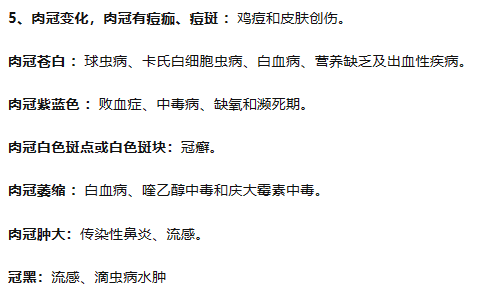 5、肉冠变化，肉冠有痘痂、痘斑 ：鸡痘和皮肤创伤。
肉冠苍白 ：球虫病、卡氏白细胞虫病、白血病、营养缺乏及出血性疾病。
肉冠紫蓝色 ：败血症、中毒病、缺氧和濒死期。
肉冠白色斑点或白色斑块：冠癣。
肉冠萎缩 ：白血病、喹乙醇中毒和庆大霉素中毒。
肉冠肿大：传染性鼻炎、流感。
冠黑：流感、滴虫病水肿